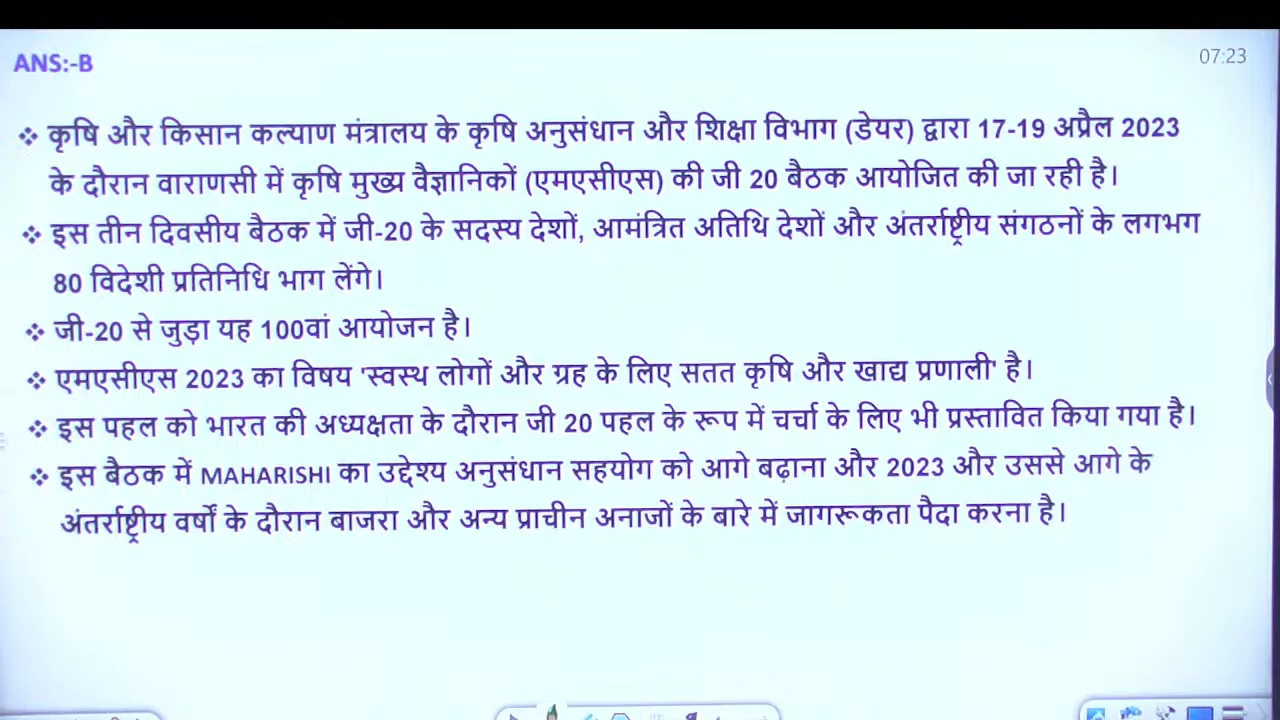 ANS:-B
07:23
❖ कृषि और किसान कल्याण मंत्रालय के कृषि अनुसंधान और शिक्षा विभाग (डेयर) द्वारा 17-19 अप्रैल 2023
के दौरान वाराणसी में कृषि मुख्य वैज्ञानिकों (एमएसीएस) की जी 20 बैठक आयोजित की जा रही है।
❖ इस तीन दिवसीय बैठक में जी-20 के सदस्य देशों, आमंत्रित अतिथि देशों और अंतर्राष्ट्रीय संगठनों के लगभग
80 विदेशी प्रतिनिधि भाग लेंगे।
❖ जी-20 से जुड़ा यह 100वां आयोजन है।
❖ एमएसीएस 2023 का विषय 'स्वस्थ लोगों और ग्रह के लिए सतत कृषि और खाद्य प्रणाली' है।
❖ इस पहल को भारत की अध्यक्षता के दौरान जी 20 पहल के रूप में चर्चा के लिए भी प्रस्तावित किया गया है।
❖ इस बैठक में MAHARISHI का उद्देश्य अनुसंधान सहयोग को आगे बढ़ाना और 2023 और उससे आगे के
अंतर्राष्ट्रीय वर्षों के दौरान बाजरा और अन्य प्राचीन अनाजों के बारे में जागरूकता पैदा करना है।